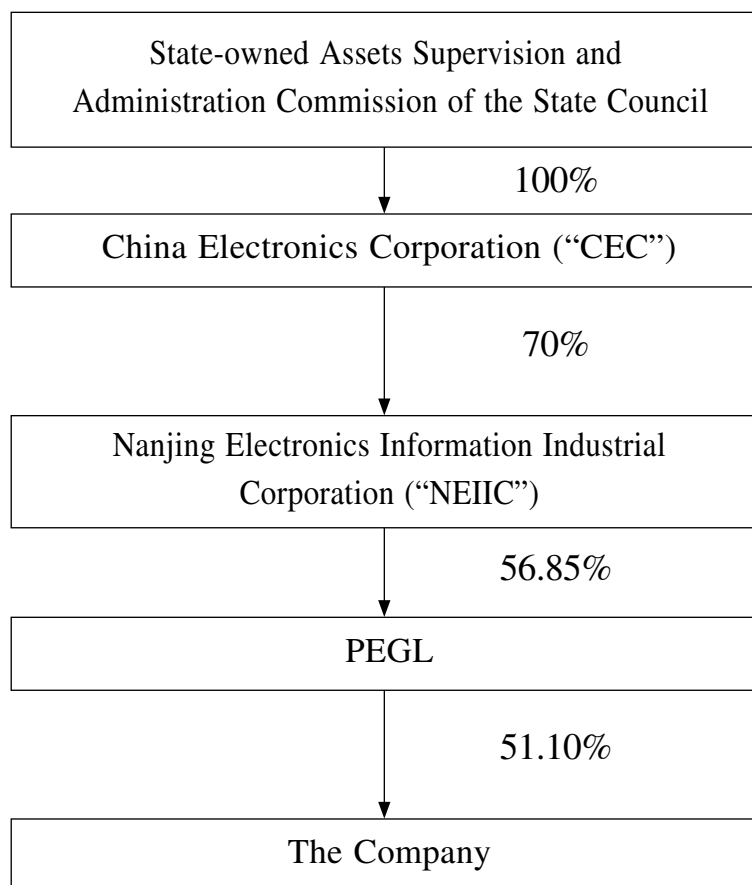 State-owned Assets Supervision and
Administration Commission of the State Council
100%
China Electronics Corporation (“CEC”)
70%
Nanjing Electronics Information Industrial
Corporation (“NEIIC”)
56.85%
PEGL
51.10%
The Company